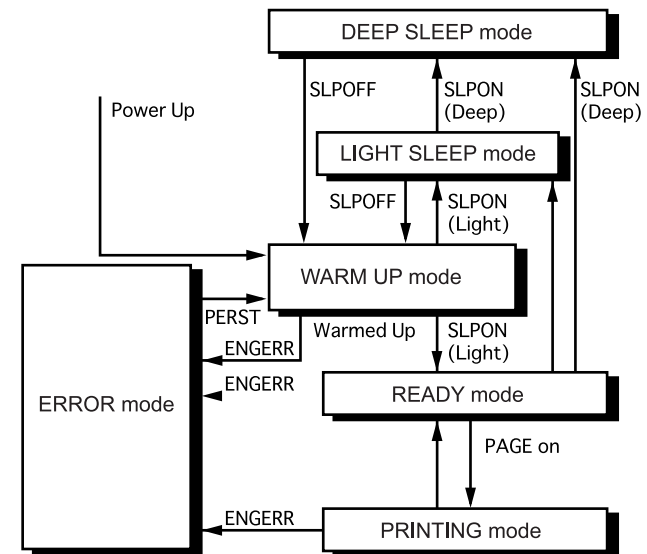 DEEP SLEEP mode
SLPOFF
SLPON
(Deep)
SLPON
(Deep)
Power Up
LIGHT SLEEP mode
SLPOFF
SLPON
(Light)
WARM UP mode
PERST
Warmed Up
SLPON
(Light)
ENGERR
ENGERR
ERROR mode
READY mode
PAGE on
ENGERR
PRINTING mode